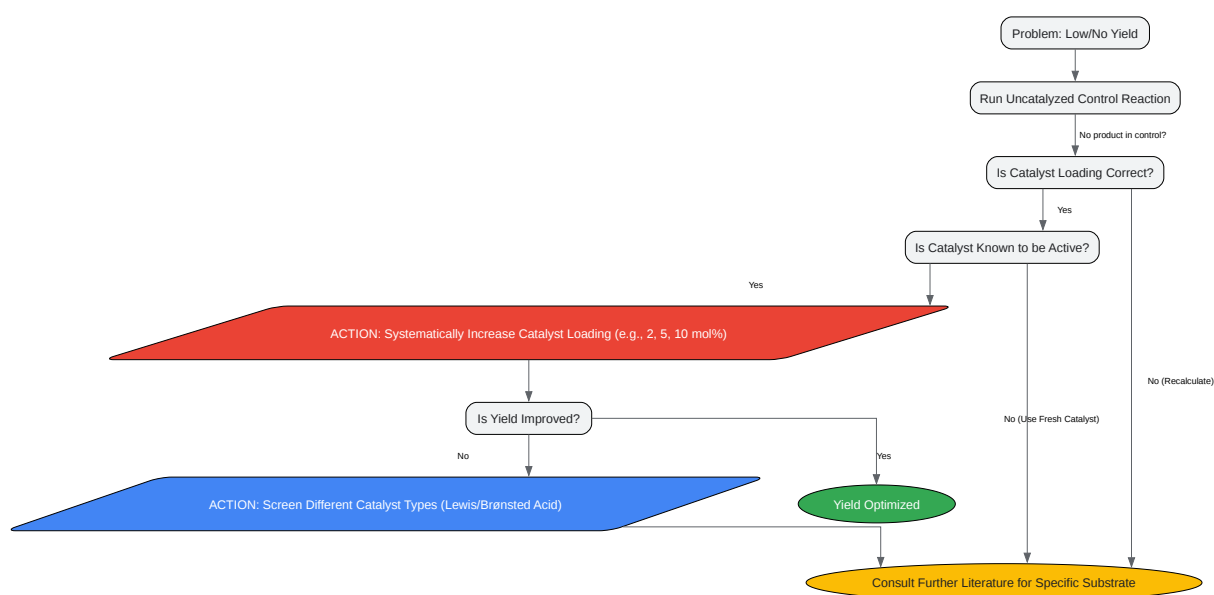 Problem: Low/No Yield
Run Uncatalyzed Control Reaction
No product in control?
Is Catalyst Loading Correct?
Yes
Is Catalyst Known to be Active?
Yes
ACTION: Systematically Increase Catalyst Loading (e.g., 2, 5, 10 mol%)
No (Recalculate)
Is Yield Improved?
No (Use Fresh Catalyst)
No
Yes
ACTION: Screen Different Catalyst Types (Lewis/Brønsted Acid)
Yield Optimized
Consult Further Literature for Specific Substrate